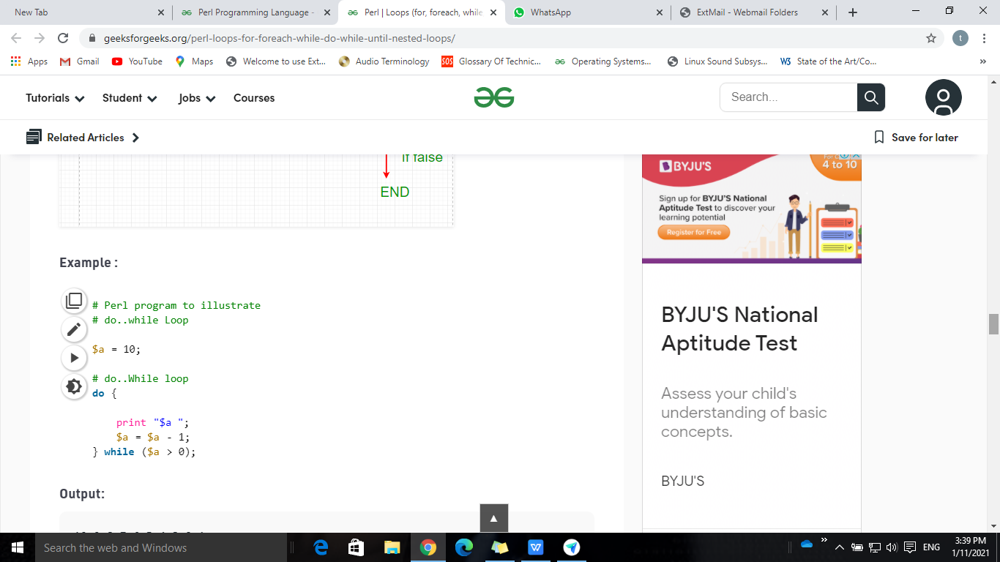 New Tab
Perl Programming Language -
Perl | Loops (for, foreach, while
WhatsApp
ExtMail - Webmail Folders
geeksforgeeks.org/perl-loops-for-foreach-while-do-while-until-nested-loops/
t
Apps
Gmail
YouTube
Maps
Welcome to use Ext...
Audio Terminology
SOS
Glossary Of Technic...
Operating Systems...
Linux Sound Subsys...
W3
State of the Art/Co...
Tutorials
Student
Jobs
Courses
Search...
Related Articles
Save for later
if false
END
BYJU'S
4 to 10
Sign up for BYJU'S National
Aptitude Test to discover your
learning potential
Register for Free
Example :
# Perl program to illustrate
# do..while Loop
$a = 10;
# do..While loop
do {
print "$a ";
$a = $a - 1;
} while ($a > 0);
Output:
BYJU'S National
Aptitude Test
Assess your child's
understanding of basic
concepts.
BYJU'S
Search the web and Windows
ENG
3:39 PM
1/11/2021